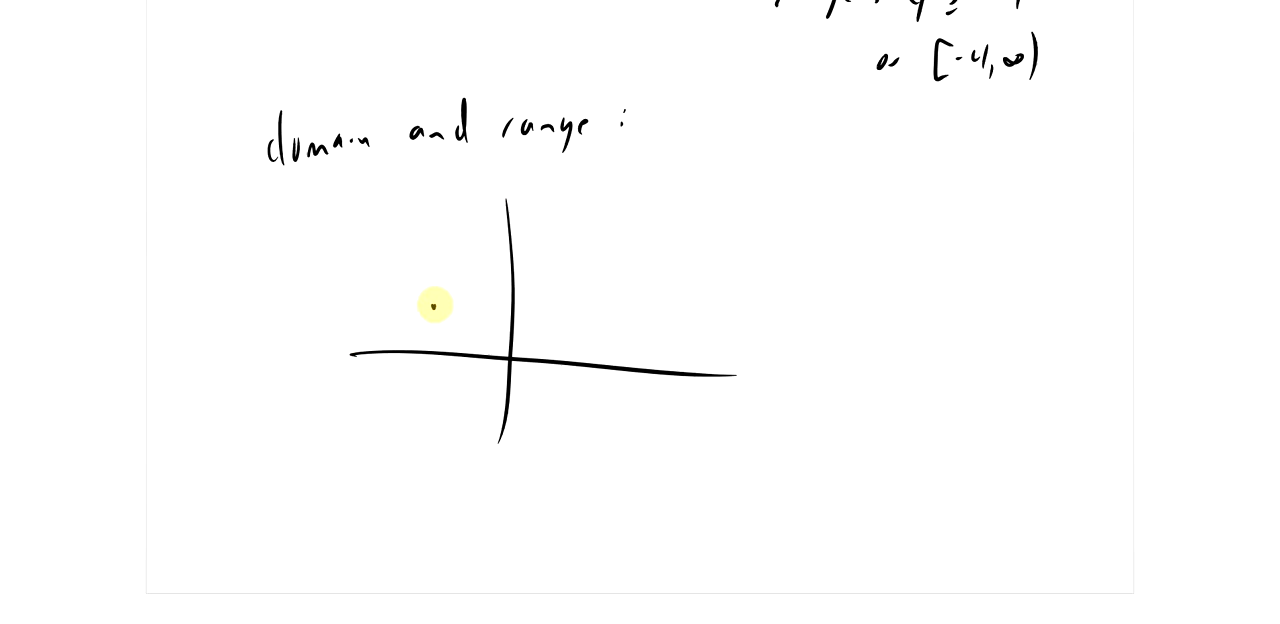 or [-4, ∞)
domain and range :